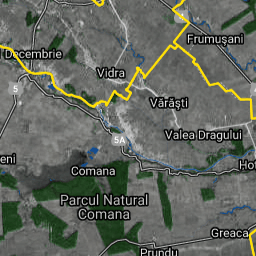 Frumușani
Decembrie
Vidra
5
Vărăști
Valea Dragului
5A
eni
Comana
Hot
Parcul Natural
Comana
Greaca
Prundu